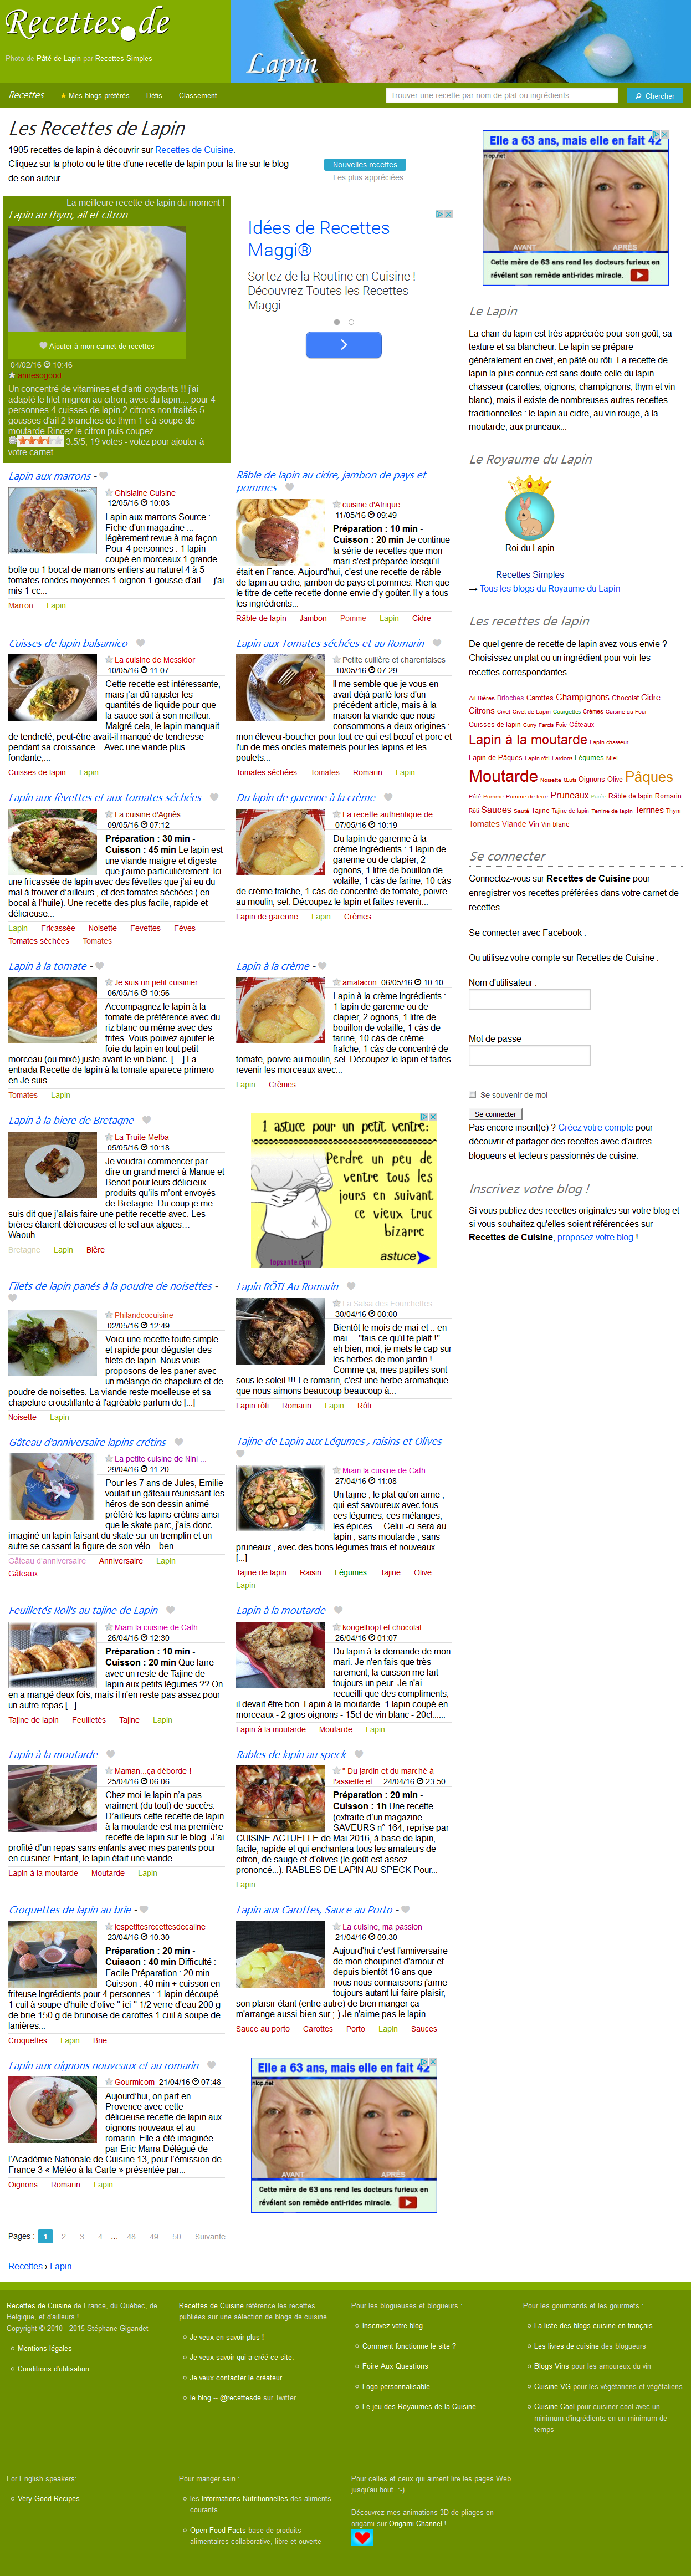 Recettes.de
Photo de Pâté de Lapin par Recettes Simples
Lapin
Recettes
Mes blogs préférés
Défis
Classement
Trouver une recette par nom de plat ou ingrédients
Chercher
Les Recettes de Lapin
1905 recettes de lapin à découvrir sur Recettes de Cuisine.
Cliquez sur la photo ou le titre d'une recette de lapin pour la lire sur le blog
de son auteur.
Nouvelles recettes
Les plus appréciées
La meilleure recette de lapin du moment !
Lapin au thym, ail et citron
Ajouter à mon carnet de recettes
04/02/16 10:46
annesogood
Un concentré de vitamines et d'anti-oxydants !! j'ai
adapté le filet mignon au citron, avec du lapin.... pour 4
personnes 4 cuisses de lapin 2 citrons non traités 5
gousses d'ail 2 branches de thym 1 c à soupe de
moutarde Rincez le citron puis coupez......
3.5/5, 19 votes - votez pour ajouter à
votre carnet
Idées de Recettes
Maggi®
Sortez de la Routine en Cuisine !
Découvrez Toutes les Recettes
Maggi
Lapin aux marrons -
Ghislaine Cuisine
12/05/16 10:03
Lapin aux marrons Source :
Fiche d'un magazine ...
légèrement revue à ma façon
Pour 4 personnes : 1 lapin
coupé en morceaux 1 grande
boîte ou 1 bocal de marrons entiers au naturel 4 à 5
tomates rondes moyennes 1 oignon 1 gousse d'ail .... j'ai
mis 1 cc...
Marron Lapin
Râble de lapin au cidre, jambon de pays et
pommes -
cuisine d'Afrique
11/05/16 09:49
Préparation : 10 min -
Cuisson : 20 min Je continue
la série de recettes que mon
mari s'est préparée lorsqu'il
était en France. Aujourd'hui, c'est une recette de râble
de lapin au cidre, jambon de pays et pommes. Rien que
le titre de cette recette donne envie d'y goûter. Il y a tous
les ingrédients...
Râble de lapin Jambon Pomme Lapin Cidre
Cuisses de lapin balsamico -
La cuisine de Messidor
10/05/16 11:07
Cette recette est intéressante,
mais j'ai dû rajuster les
quantités de liquide pour que
la sauce soit à mon goût.
Malgré cela, le lapin manquait
de tendreté, peut-être avait-il manqué de tendresse
pendant sa croissance... Avec une viande plus
fondante,...
Cuisses de lapin Lapin
Lapin aux Tomates séchées et au Romarin -
Petite cuillère et charentaises
10/05/16 07:29
Il me semble que je vous en
avait déjà parlé lors d'un
précédent article, mais à la
maison la viande que nous
consommons a deux origines :
mon éleveur-boucher pour tout ce qui est bœuf et porc,
et le potager de mes oncles pour mes lapins et les
poulets...
Tomates séchées Tomates Romarin Lapin
Lapin aux fèvettes et aux tomates séchées -
La cuisine d'Agnès
09/05/16 07:12
Préparation : 30 min -
Cuisson : 45 min Le lapin est
une viande maigre et digeste
que j'aime particulièrement. Ici
une fricassée de lapin avec des févettes que j'ai eu du
mal à trouver d'ailleurs , et des tomates séchées ( en
bocal à l'huile). Une recette des plus facile, rapide et
délicieuse...
Lapin Fricassée Noisette Fevettes Fèves
Tomates séchées Tomates
Du lapin de garenne à la crème -
La recette authentique de
07/05/16 10:19
Du lapin de garenne à la
crème Ingrédients : 1 lapin de
garenne ou de clapier, 2
ognons, 1 litre de bouillon de
volaille, 1 càs de farine, 10 càs
de crème fraîche, 1 càs de concentré de tomate, poivre
au moulin, sel. Découpez le lapin et faites revenir...
Lapin de garenne Lapin Crèmes
Lapin à la tomate -
Je suis un petit cuisinier
06/05/16 10:56
Accompagnez le lapin à la
tomate de préférence avec du
riz blanc ou même avec des
frites. Vous pouvez ajouter le
foie du lapin en tout petit
morceau (ou mixé) juste avant le vin blanc. […] La
entrada Recette de lapin à la tomate aparece primero
en Je suis...
Tomates Lapin
Lapin à la crème -
amafacon 06/05/16 10:10
Lapin à la crème Ingrédients :
1 lapin de garenne ou de
clapier, 2 ognons, 1 litre de
bouillon de volaille, 1 càs de
farine, 10 càs de crème
fraîche, 1 càs de concentré de
tomate, poivre au moulin, sel. Découpez le lapin et faites
revenir les morceaux avec...
Lapin Crèmes
Lapin à la biere de Bretagne -
La Truite Melba
05/05/16 10:18
Je voudrai commencer par
dire un grand merci à Manue et
Benoit pour leurs délicieux
produits qu'ils m'ont envoyés
de Bretagne. Du coup je me
suis dit que j'allais faire une petite recette avec. Les
bières étaient délicieuses et le sel aux algues…
Waouh...
Bretagne Lapin Bière
1 astuce pour un petit ventre:
Perdre un peu de
ventre tous les
jours en suivant
ce vieux truc
bizarre
astuce
topsante.com
Filets de lapin panés à la poudre de noisettes -
Philandcocuisine
02/05/16 12:49
Voici une recette toute simple
et rapide pour déguster des
filets de lapin. Nous vous
proposons de les paner avec
un mélange de chapelure et de
poudre de noisettes. La viande reste moelleuse et sa
chapelure croustillante à l'agréable parfum de [...]
Noisette Lapin
Lapin RÔTI Au Romarin -
La Salsa des Fourchettes
30/04/16 08:00
Bientôt le mois de mai et .. en
mai ... "fais ce qu'il te plaît !" ...
eh bien, moi, je mets le cap sur
les herbes de mon jardin !
Comme ça, mes papilles sont
sous le soleil !!! Le romarin, c'est une herbe aromatique
que nous aimons beaucoup beaucoup à...
Lapin rôti Romarin Lapin Rôti
Gâteau d'anniversaire lapins crétins -
La petite cuisine de Nini ...
29/04/16 11:20
Pour les 7 ans de Jules, Emilie
voulait un gâteau réunissant les
héros de son dessin animé
préféré les lapins crétins ainsi
que le skate parc, j'ais donc
imaginé un lapin faisant du skate sur un tremplin et un
autre se cassant la figure de son vélo... ben...
Gâteau d'anniversaire Anniversaire Lapin
Gâteaux
Tajine de Lapin aux Légumes , raisins et Olives -
Miam la cuisine de Cath
27/04/16 11:08
Un tajine , le plat qu'on aime ,
qui est savoureux avec tous
ces légumes, ces mélanges,
les épices ... Celui -ci sera au
lapin , sans moutarde , sans
pruneaux , avec des bons légumes frais et nouveaux .
[...]
Tajine de lapin Raisin Légumes Tajine Olive
Lapin
Feuilletés Roll's au tajine de Lapin -
Miam la cuisine de Cath
26/04/16 12:30
Préparation : 10 min -
Cuisson : 20 min Que faire
avec un reste de Tajine de
lapin aux petits légumes ?? On
en a mangé deux fois, mais il n'en reste pas assez pour
un autre repas [...]
Tajine de lapin Feuilletés Tajine Lapin
Lapin à la moutarde -
kougelhopf et chocolat
26/04/16 01:07
Du lapin à la demande de mon
mari. Je n'en fais que très
rarement, la cuisson me fait
toujours un peur. Je n'ai
recueilli que des compliments,
il devait être bon. Lapin à la moutarde. 1 lapin coupé en
morceaux - 2 gros oignons - 15cl de vin blanc - 20cl......
Lapin à la moutarde Moutarde Lapin
Lapin à la moutarde -
Maman...ça déborde !
25/04/16 06:06
Chez moi le lapin n'a pas
vraiment (du tout) de succès.
D'ailleurs cette recette de lapin
à la moutarde est ma première
recette de lapin sur le blog. J'ai
profité d'un repas sans enfants avec mes parents pour
en cuisiner. Enfant, le lapin était une viande...
Lapin à la moutarde Moutarde Lapin
Rables de lapin au speck -
" Du jardin et du marché à
l'assiette et... 24/04/16 23:50
Préparation : 20 min -
Cuisson : 1h Une recette
(extraite d'un magazine
SAVEURS n° 164, reprise par
CUISINE ACTUELLE de Mai 2016, à base de lapin,
facile, rapide et qui enchantera tous les amateurs de
citron, de sauge et d'olives (le goût est assez
prononcé...). RABLES DE LAPIN AU SPECK Pour...
Lapin
Croquettes de lapin au brie -
lespetitesrecettesdecaline
23/04/16 10:30
Préparation : 20 min -
Cuisson : 40 min Difficulté :
Facile Préparation : 20 min
Cuisson : 40 min + cuisson en
friteuse Ingrédients pour 4 personnes : 1 lapin découpé
1 cuil à soupe d'huile d'olive " ici " 1/2 verre d'eau 200 g
de brie 150 g de brunoise de carottes 1 cuil à soupe de
lanières...
Croquettes Lapin Brie
Lapin aux Carottes, Sauce au Porto -
La cuisine, ma passion
21/04/16 09:30
Aujourd'hui c'est l'anniversaire
de mon choupinet d'amour et
depuis bientôt 16 ans que
nous nous connaissons j'aime
toujours autant lui faire plaisir,
son plaisir étant (entre autre) de bien manger ça
m'arrange aussi bien sur ;-) Je n'aime pas le lapin......
Sauce au porto Carottes Porto Lapin Sauces
Lapin aux oignons nouveaux et au romarin -
Gourmicom 21/04/16 07:48
Aujourd'hui, on part en
Provence avec cette
délicieuse recette de lapin aux
oignons nouveaux et au
romarin. Elle a été imaginée
par Eric Marra Délégué de
l'Académie Nationale de Cuisine 13, pour l'émission de
France 3 « Météo à la Carte » présentée par...
Oignons Romarin Lapin
Elle a 63 ans, mais elle en fait 42
nlop.net
AVANT
APRÈS
Cette mère de 63 ans rend les docteurs furieux en
révélant son remède anti-rides miracle.
Pages : 1 2 3 4 ... 48 49 50 Suivante
Recettes › Lapin
Elle a 63 ans, mais elle en fait 42
nlop.net
AVANT
APRÈS
Cette mère de 63 ans rend les docteurs furieux en
révélant son remède anti-rides miracle.
Le Lapin
La chair du lapin est très appréciée pour son goût, sa
texture et sa blancheur. Le lapin se prépare
généralement en civet, en pâté ou rôti. La recette de
lapin la plus connue est sans doute celle du lapin
chasseur (carottes, oignons, champignons, thym et vin
blanc), mais il existe de nombreuses autres recettes
traditionnelles : le lapin au cidre, au vin rouge, à la
moutarde, aux pruneaux...
Le Royaume du Lapin
Roi du Lapin
Recettes Simples
→ Tous les blogs du Royaume du Lapin
Les recettes de lapin
De quel genre de recette de lapin avez-vous envie ?
Choisissez un plat ou un ingrédient pour voir les
recettes correspondantes.
Ail Bières Brioches Carottes Champignons Chocolat Cidre
Citrons Civet Civet de Lapin Courgettes Crèmes Cuisine au Four
Cuisses de lapin Curry Farcis Foie Gâteaux
Lapin à la moutarde Lapin chasseur
Lapin de Pâques Lapin rôti Lardons Légumes Miel
Moutarde Noisette Œufs Oignons Olive Pâques
Pâté Pomme Pomme de terre Pruneaux Purée Râble de lapin Romarin
Rôti Sauces Sauté Tajine Tajine de lapin Terrine de lapin Terrines Thym
Tomates Viande Vin Vin blanc
Se connecter
Connectez-vous sur Recettes de Cuisine pour
enregistrer vos recettes préférées dans votre carnet de
recettes.
Se connecter avec Facebook :
Ou utilisez votre compte sur Recettes de Cuisine :
Nom d'utilisateur :
Mot de passe
Se souvenir de moi
Se connecter
Pas encore inscrit(e) ? Créez votre compte pour
découvrir et partager des recettes avec d'autres
blogueurs et lecteurs passionnés de cuisine.
Inscrivez votre blog !
Si vous publiez des recettes originales sur votre blog et
si vous souhaitez qu'elles soient référencées sur
Recettes de Cuisine, proposez votre blog !
Recettes de Cuisine de France, du Québec, de
Belgique, et d'ailleurs !
Copyright © 2010 - 2015 Stéphane Gigandet
Mentions légales
Conditions d'utilisation
Recettes de Cuisine référence les recettes
publiées sur une sélection de blogs de cuisine.
Je veux en savoir plus !
Je veux savoir qui a créé ce site.
Je veux contacter le créateur.
le blog -- @recettesde sur Twitter
Pour les blogueuses et blogueurs :
Inscrivez votre blog
Comment fonctionne le site ?
Foire Aux Questions
Logo personnalisable
Le jeu des Royaumes de la Cuisine
Pour les gourmands et les gourmets :
La liste des blogs cuisine en français
Les livres de cuisine des blogueurs
Blogs Vins pour les amoureux du vin
Cuisine VG pour les végétariens et végétaliens
Cuisine Cool pour cuisiner cool avec un
minimum d'ingrédients en un minimum de
temps
For English speakers:
Very Good Recipes
Pour manger sain :
les Informations Nutritionnelles des aliments
courants
Open Food Facts base de produits
alimentaires collaborative, libre et ouverte
Pour celles et ceux qui aiment lire les pages Web
jusqu'au bout. :-)
Découvrez mes animations 3D de pliages en
origami sur Origami Channel !